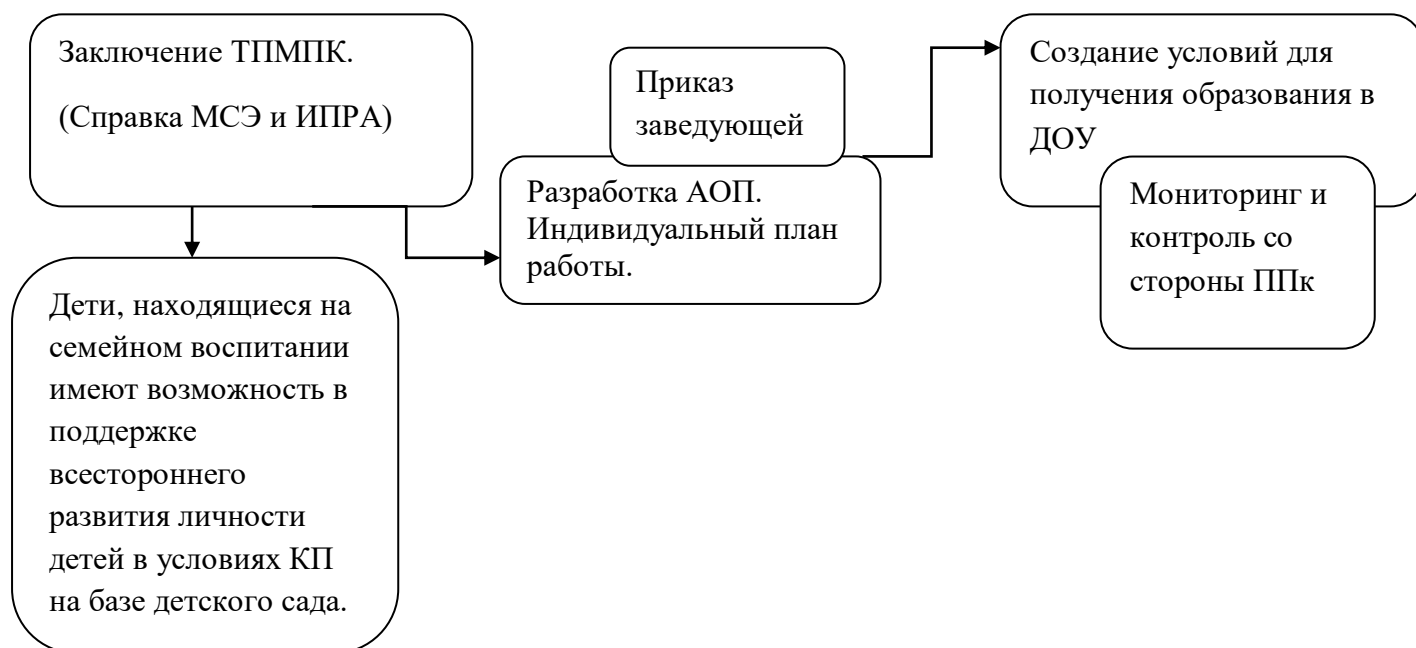 Заключение ТПМПК.
(Справка МСЭ и ИПРА)
Дети, находящиеся на
семейном воспитании
имеют возможность в
поддержке
всестороннего
развития личности
детей в условиях КП
на базе детского сада.
Приказ
заведующей
Разработка АОП.
Индивидуальный план
работы.
Создание условий для
получения образования в
ДОУ
Мониторинг и
контроль со
стороны ППк